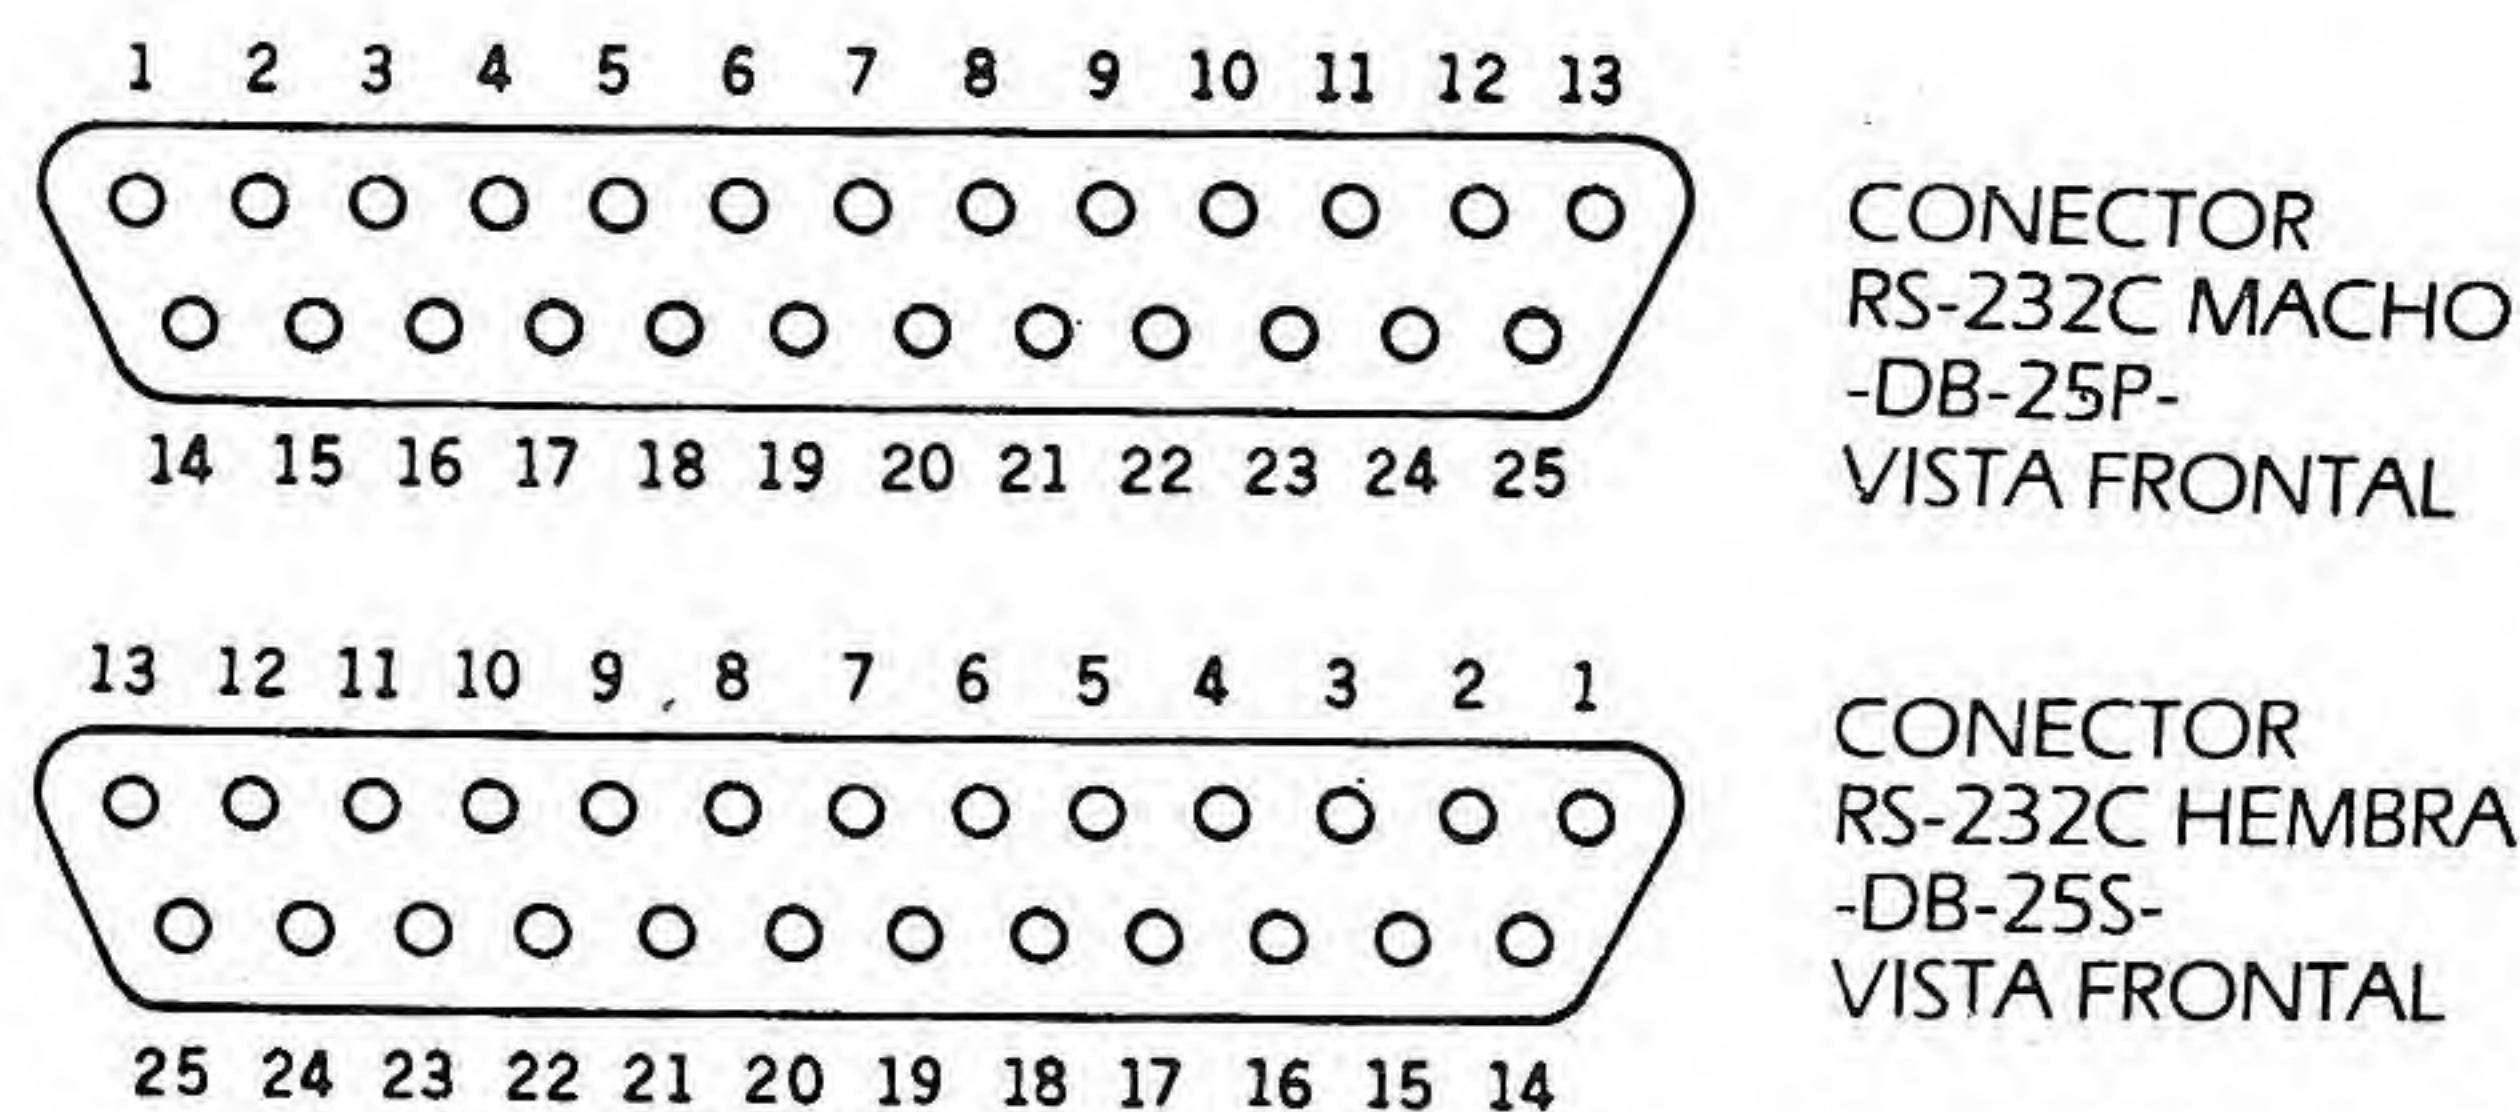 1 2 3 4 5 6 7 8 9 10 11 12 13
CONECTOR
RS-232C MACHO
-DB-25P-
VISTA FRONTAL
14 15 16 17 18 19 20 21 22 23 24 25
13 12 11 10 9 8 7 6 5 4 3 2 1
CONECTOR
RS-232C HEMBRA
-DB-25S-
VISTA FRONTAL
25 24 23 22 21 20 19 18 17 16 15 14